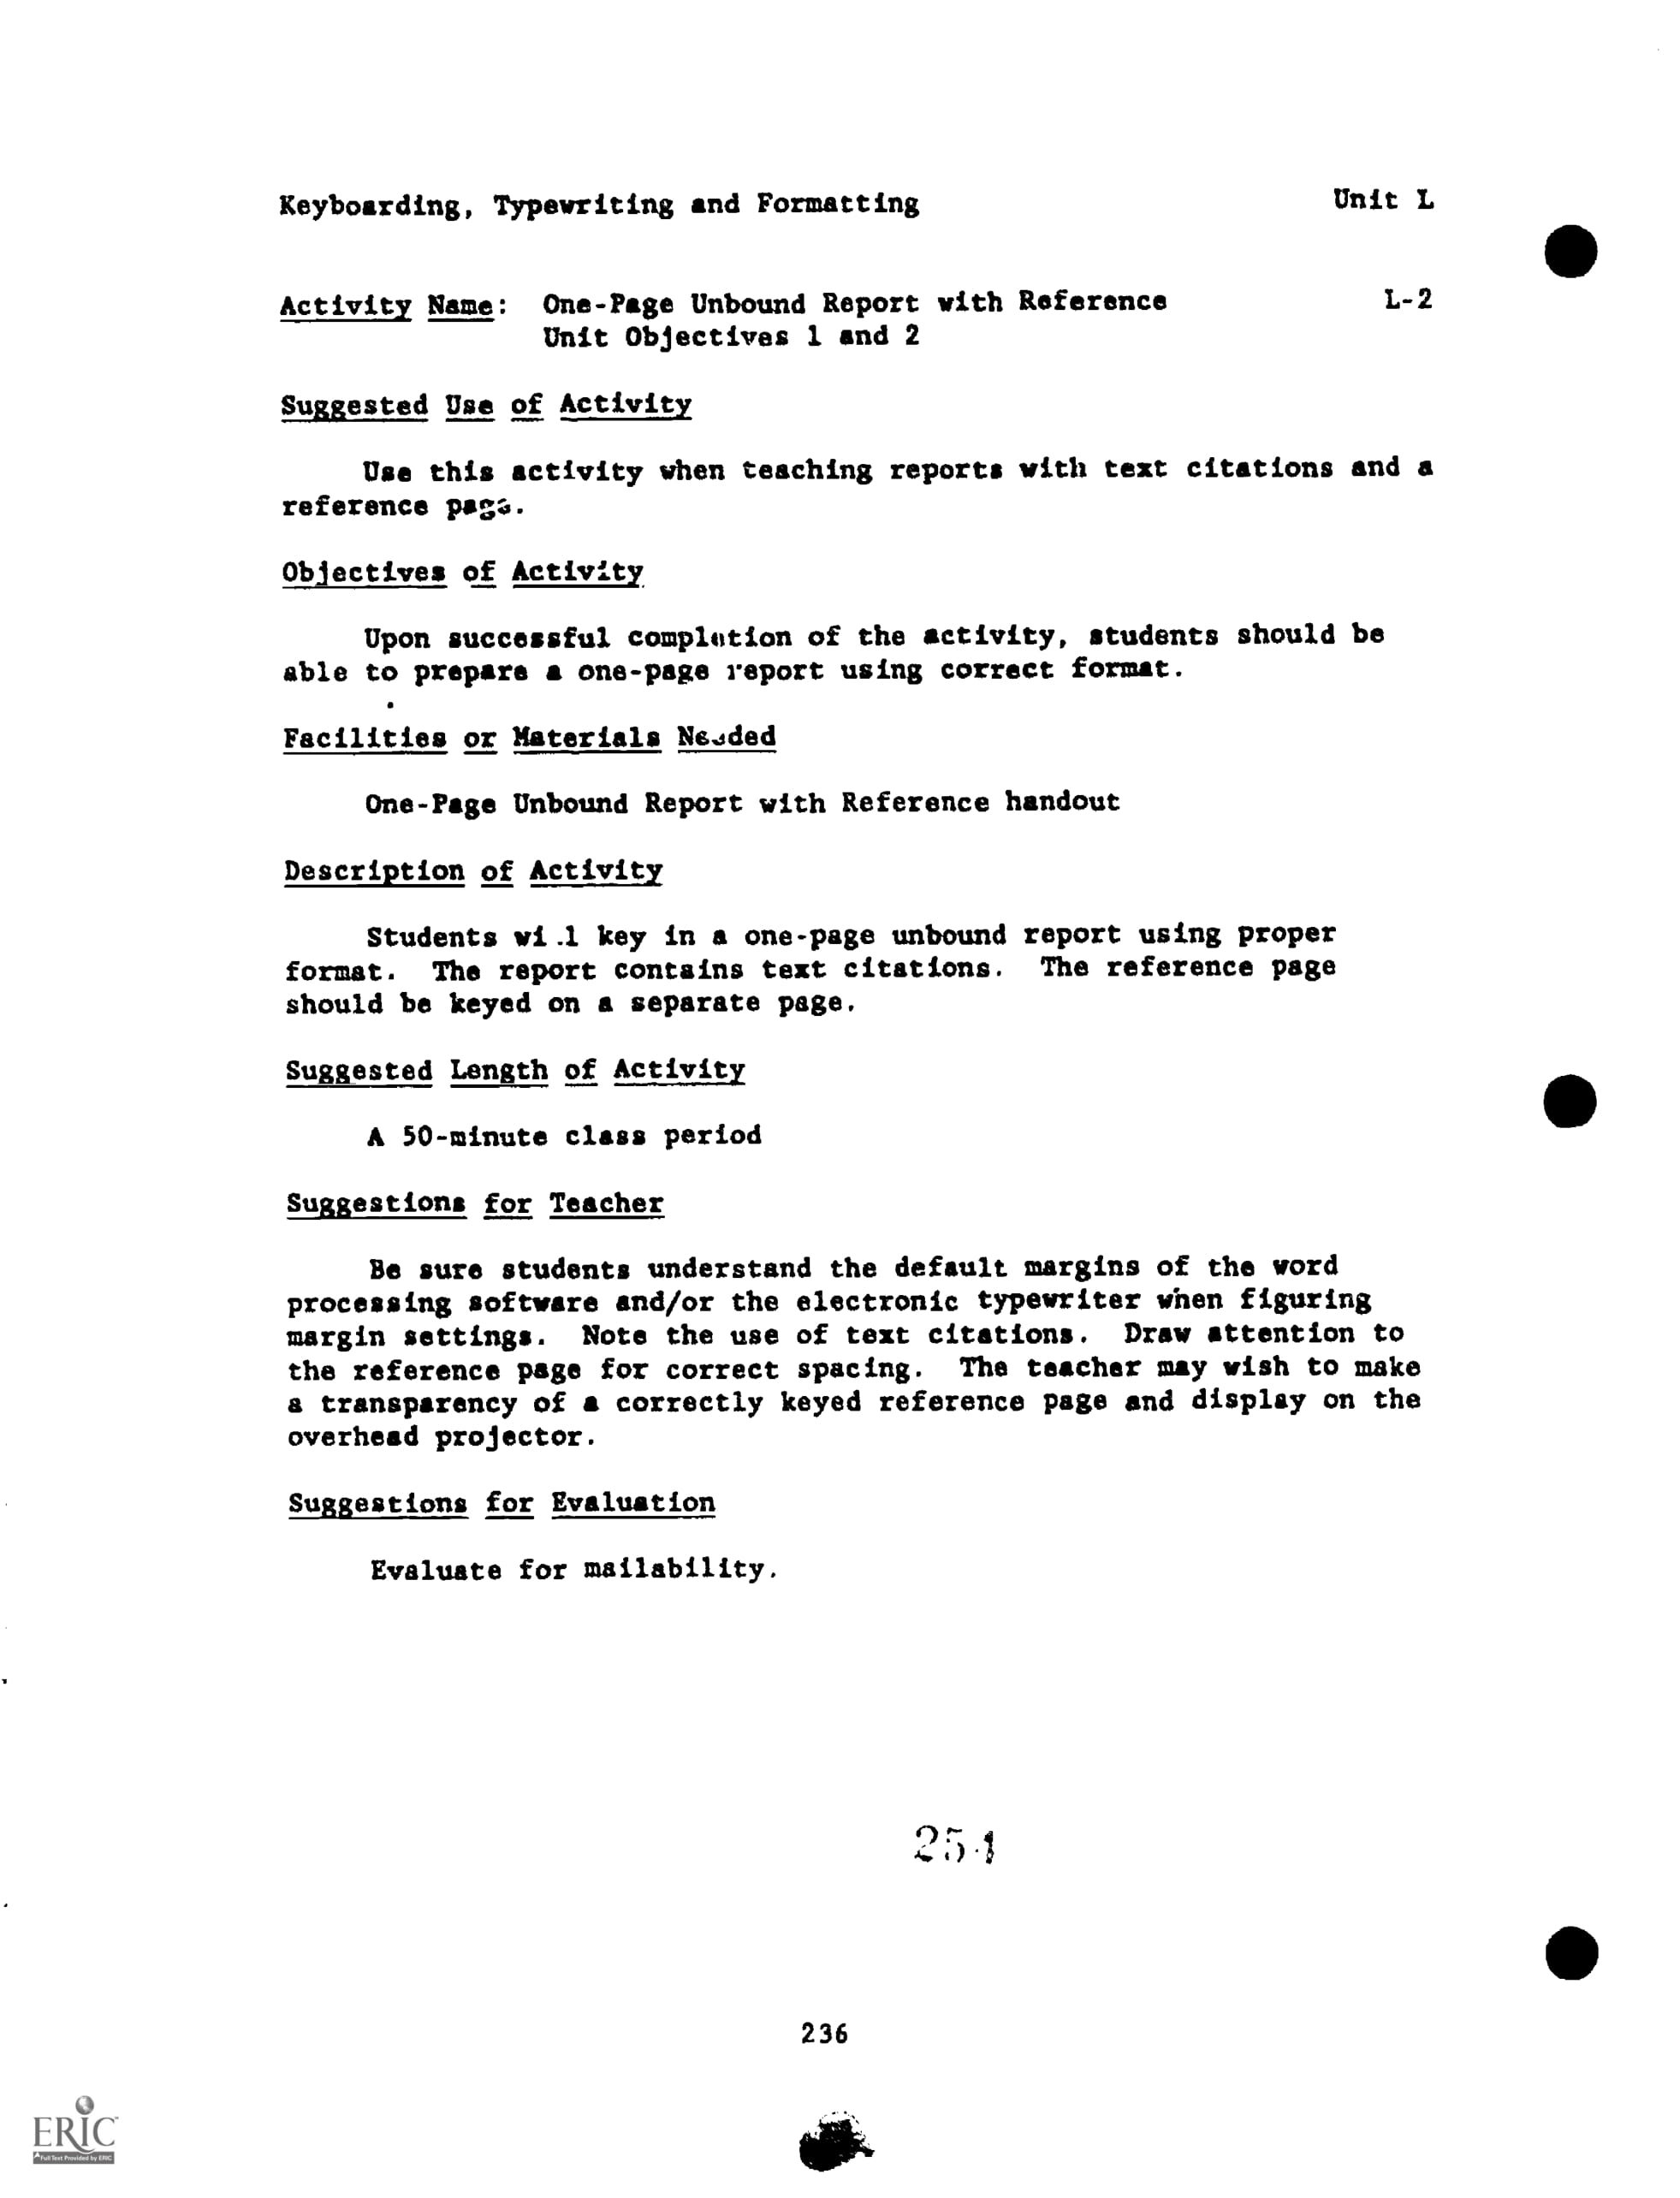 Keyboarding, Typewriting and Formatting Unit L
Activity Name: One-Page Unbound Report with Reference L-2
Unit Objectives 1 and 2
Suggested Use of Activity
Use this activity when teaching reports with text citations and a
reference page.
Objectives of Activity
Upon successful completion of the activity, students should be
able to prepare a one-page report using correct format.
Facilities or Materials Needed
One-Page Unbound Report with Reference handout
Description of Activity
Students will key in a one-page unbound report using proper
format. The report contains text citations. The reference page
should be keyed on a separate page.
Suggested Length of Activity
A 50-minute class period
Suggestions for Teacher
Be sure students understand the default margins of the word
processing software and/or the electronic typewriter when figuring
margin settings. Note the use of text citations. Draw attention to
the reference page for correct spacing. The teacher may wish to make
a transparency of a correctly keyed reference page and display on the
overhead projector.
Suggestions for Evaluation
Evaluate for mailability.
254
236
ERIC
Full Text Provided by ERIC